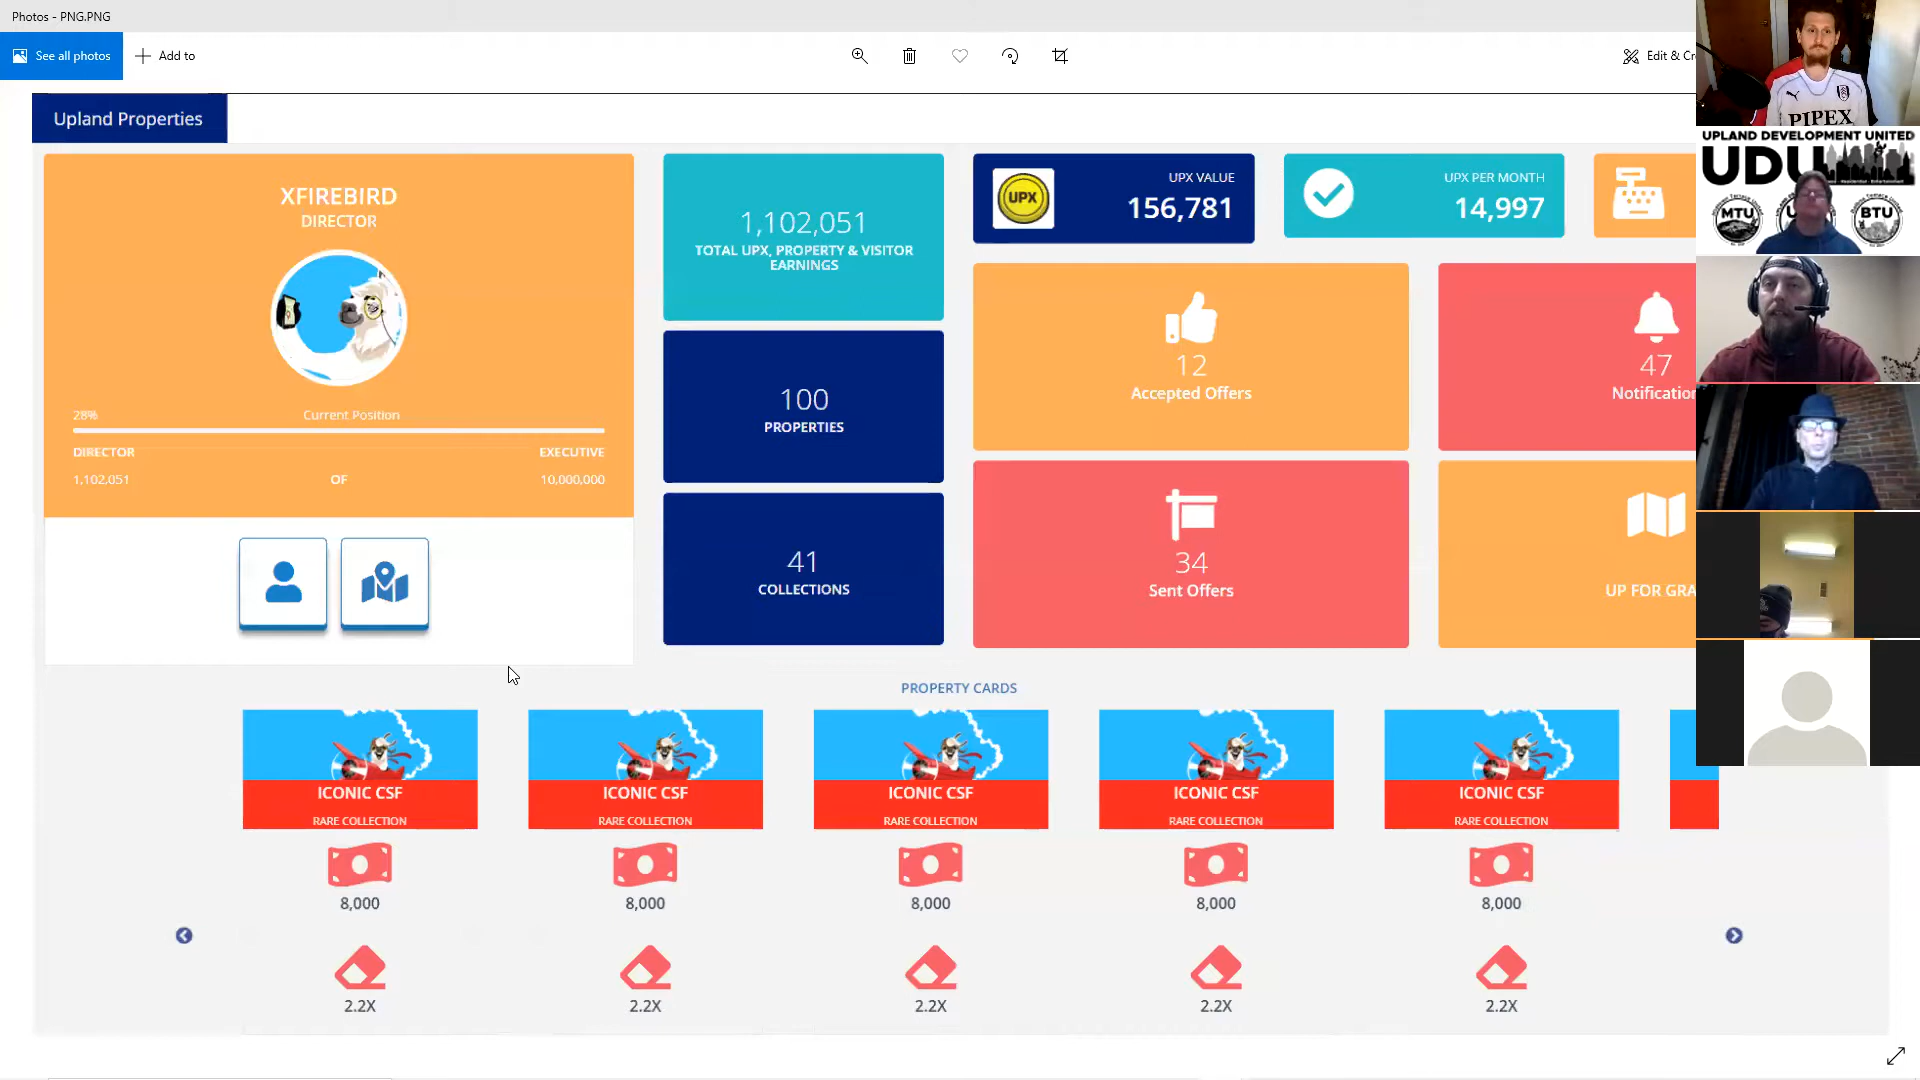 Photos - PNG.PNG
See all photos
Add to
Edit & Cr
Upland Properties
XFIREBIRD
DIRECTOR
28%
Current Position
DIRECTOR
EXECUTIVE
1,102,051
OF
10,000,000
1,102,051
TOTAL UPX, PROPERTY & VISITOR
EARNINGS
100
PROPERTIES
41
COLLECTIONS
UPX
UPX VALUE
156,781
UPX PER MONTH
14,997
12
Accepted Offers
47
Notification
34
Sent Offers
UP FOR GRA
PIPEX
UPLAND DEVELOPMENT UNITED
UDU
MTU
BTU
PROPERTY CARDS
ICONIC CSF
RARE COLLECTION
8,000
2.2X
ICONIC CSF
RARE COLLECTION
8,000
2.2X
ICONIC CSF
RARE COLLECTION
8,000
2.2X
ICONIC CSF
RARE COLLECTION
8,000
2.2X
ICONIC CSF
RARE COLLECTION
8,000
2.2X